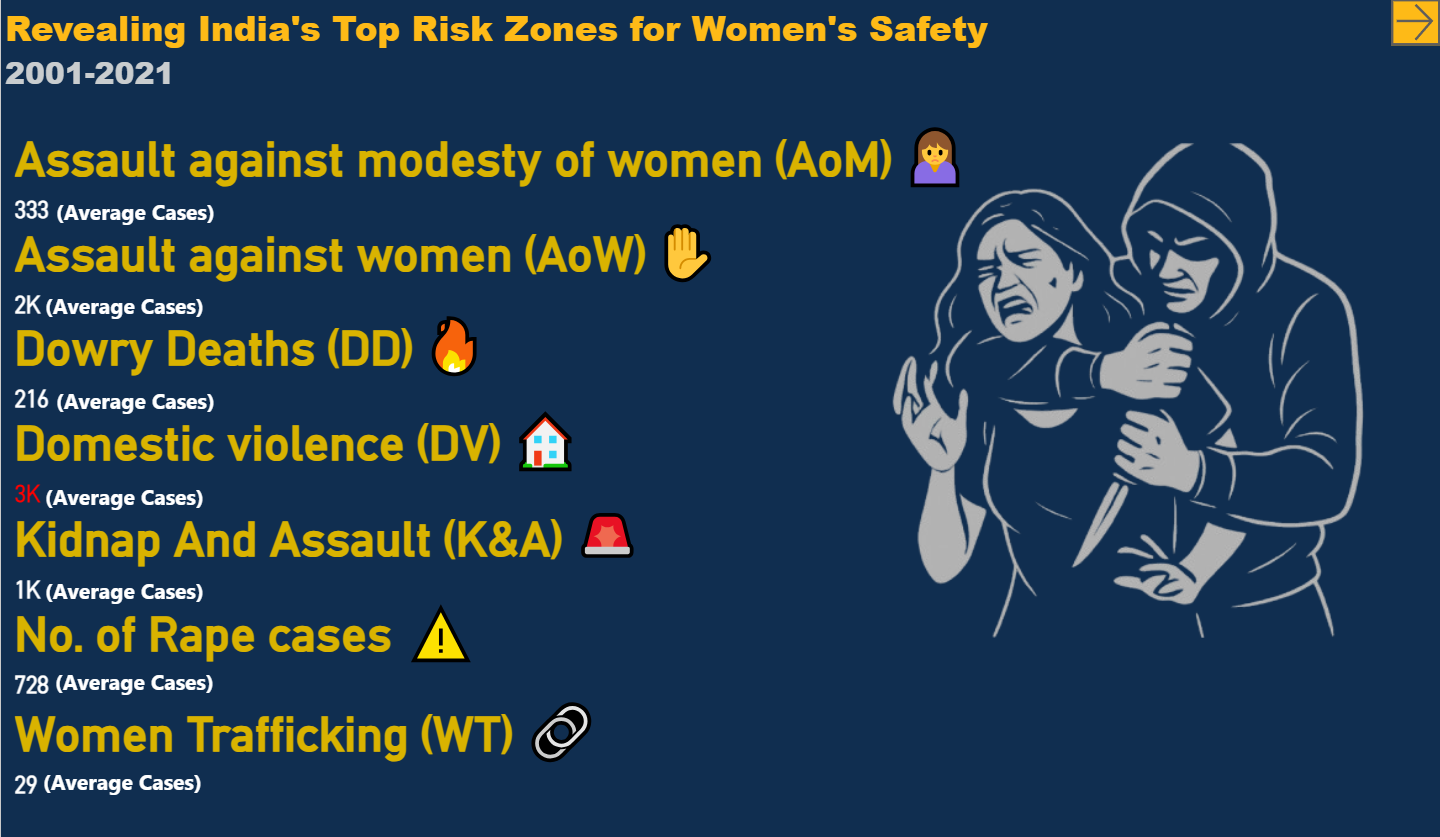 Revealing India's Top Risk Zones for Women's Safety
2001-2021
Assault against modesty of women (AoM)
333 (Average Cases)
Assault against women (AoW)
2K (Average Cases)
Dowry Deaths (DD)
216 (Average Cases)
Domestic violence (DV)
3K (Average Cases)
Kidnap And Assault (K&A)
1K (Average Cases)
No. of Rape cases
728 (Average Cases)
Women Trafficking (WT)
29 (Average Cases)